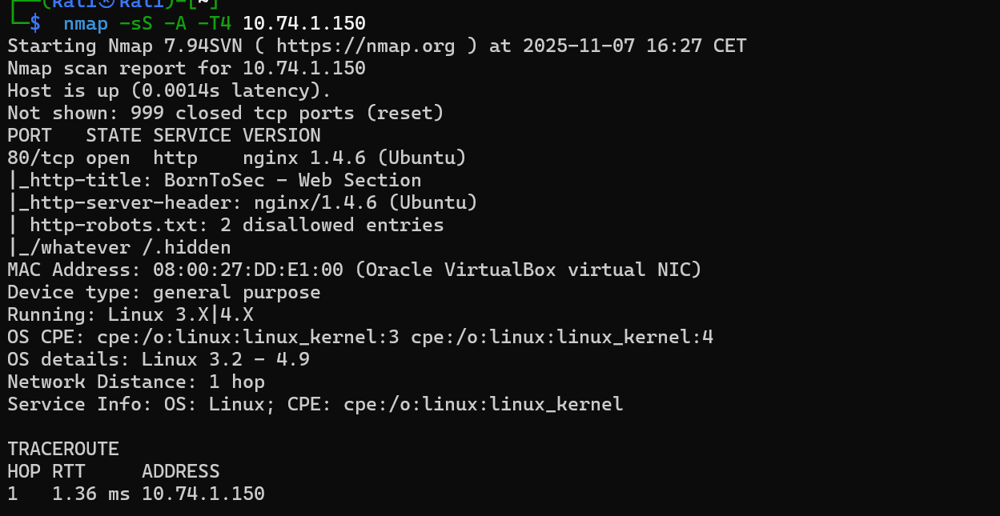 ┌──(Kali㉿Kali)-[~]
└─$ nmap -sS -A -T4 10.74.1.150
Starting Nmap 7.94SVN ( https://nmap.org ) at 2025-11-07 16:27 CET
Nmap scan report for 10.74.1.150
Host is up (0.0014s latency).
Not shown: 999 closed tcp ports (reset)
PORT   STATE SERVICE VERSION
80/tcp open  http    nginx 1.4.6 (Ubuntu)
|_http-title: BornToSec - Web Section
|_http-server-header: nginx/1.4.6 (Ubuntu)
| http-robots.txt: 2 disallowed entries
|_/whatever /.hidden
MAC Address: 08:00:27:DD:E1:00 (Oracle VirtualBox virtual NIC)
Device type: general purpose
Running: Linux 3.X|4.X
OS CPE: cpe:/o:linux:linux_kernel:3 cpe:/o:linux:linux_kernel:4
OS details: Linux 3.2 - 4.9
Network Distance: 1 hop
Service Info: OS: Linux; CPE: cpe:/o:linux:linux_kernel

TRACEROUTE
HOP RTT     ADDRESS
1   1.36 ms 10.74.1.150